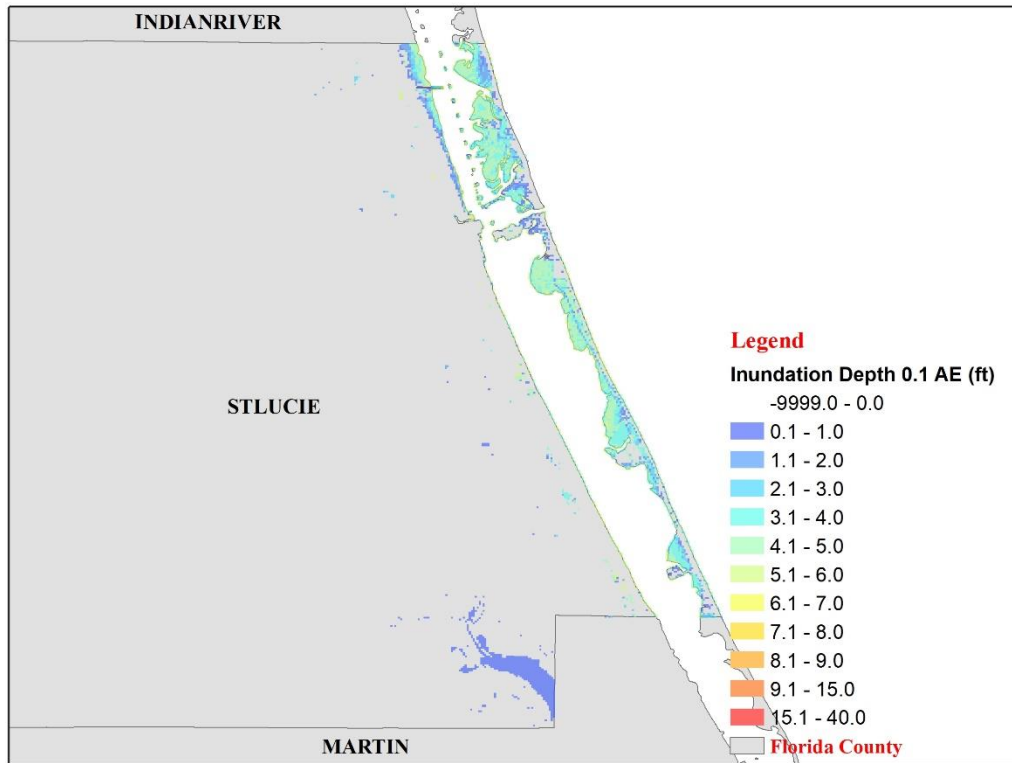 INDIANRIVER
STLUCIE
Legend
Inundation Depth 0.1 AE (ft)
-9999.0 - 0.0
0.1 - 1.0
1.1 - 2.0
2.1 - 3.0
3.1 - 4.0
4.1 - 5.0
5.1 - 6.0
6.1 - 7.0
7.1 - 8.0
8.1 - 9.0
9.1 - 15.0
15.1 - 40.0
Florida County
MARTIN